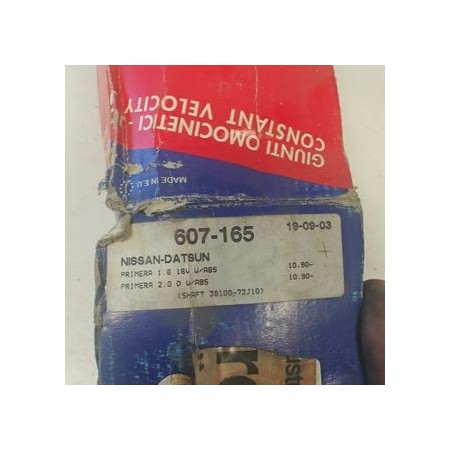 GIUNTI OMOCINETICI -
CONSTANT VELOCITY
MADE IN E.U.
607-165 19-09-03
NISSAN-DATSUN
PRIMERA 1.6 16V W/ABS 10.90-
PRIMERA 2.0 D W/ABS 10.90-
(SHAFT 39100-72J10)